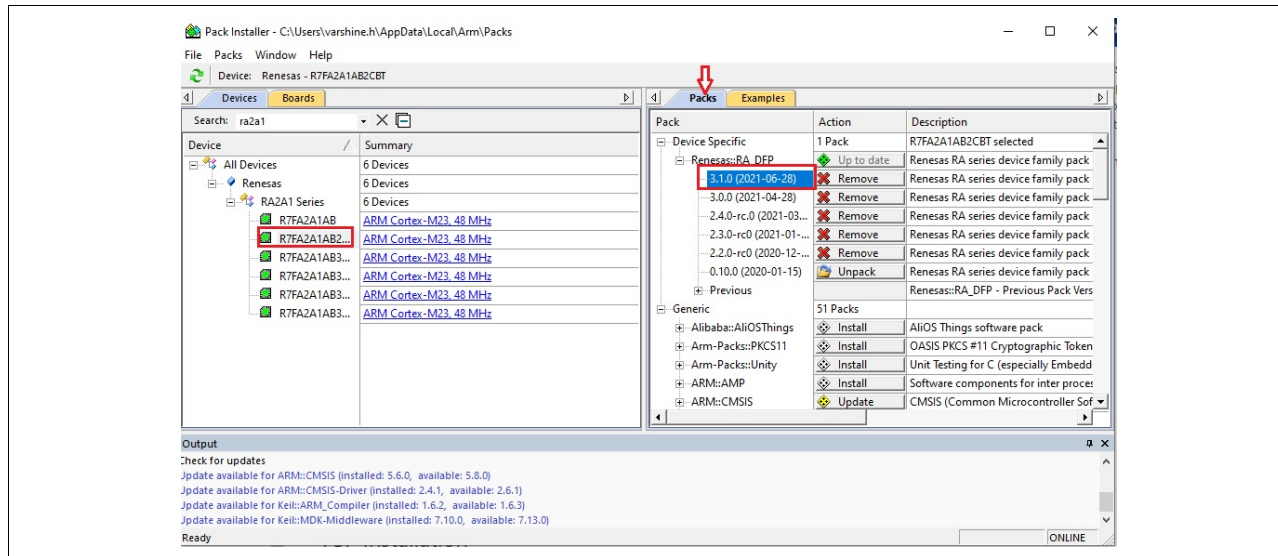 Pack Installer - C:\Users\varshine.h\AppData\Local\Arm\Packs
File Packs Window Help
Device: Renesas - R7FA2A1AB2CBT
Devices Boards
Search: ra2a1
Device / Summary
All Devices 6 Devices
Renesas 6 Devices
RA2A1 Series 6 Devices
R7FA2A1AB ARM Cortex-M23, 48 MHz
R7FA2A1AB2... ARM Cortex-M23, 48 MHz
R7FA2A1AB3... ARM Cortex-M23, 48 MHz
R7FA2A1AB3... ARM Cortex-M23, 48 MHz
R7FA2A1AB3... ARM Cortex-M23, 48 MHz
R7FA2A1AB3... ARM Cortex-M23, 48 MHz
Packs Examples
Pack Action Description
Device Specific 1 Pack R7FA2A1AB2CBT selected
Renesas::RA_DFP Up to date Renesas RA series device family pack
3.1.0 (2021-06-28) Remove Renesas RA series device family pack
3.0.0 (2021-04-28) Remove Renesas RA series device family pack
2.4.0-rc.0 (2021-03... Remove Renesas RA series device family pack
2.3.0-rc0 (2021-01-... Remove Renesas RA series device family pack
2.2.0-rc0 (2020-12-... Remove Renesas RA series device family pack
0.10.0 (2020-01-15) Unpack Renesas RA series device family pack
Previous Renesas::RA_DFP - Previous Pack Vers
Generic 51 Packs
Alibaba::AliOSThings Install AliOS Things software pack
Arm-Packs::PKCS11 Install OASIS PKCS #11 Cryptographic Token
Arm-Packs::Unity Install Unit Testing for C (especially Embedd
ARM::AMP Install Software components for inter proces
ARM::CMSIS Update CMSIS (Common Microcontroller Sof
Output
Check for updates
Update available for ARM::CMSIS (installed: 5.6.0, available: 5.8.0)
Update available for ARM::CMSIS-Driver (installed: 2.4.1, available: 2.6.1)
Update available for Keil::ARM_Compiler (installed: 1.6.2, available: 1.6.3)
Update available for Keil::MDK-Middleware (installed: 7.10.0, available: 7.13.0)
Ready ONLINE